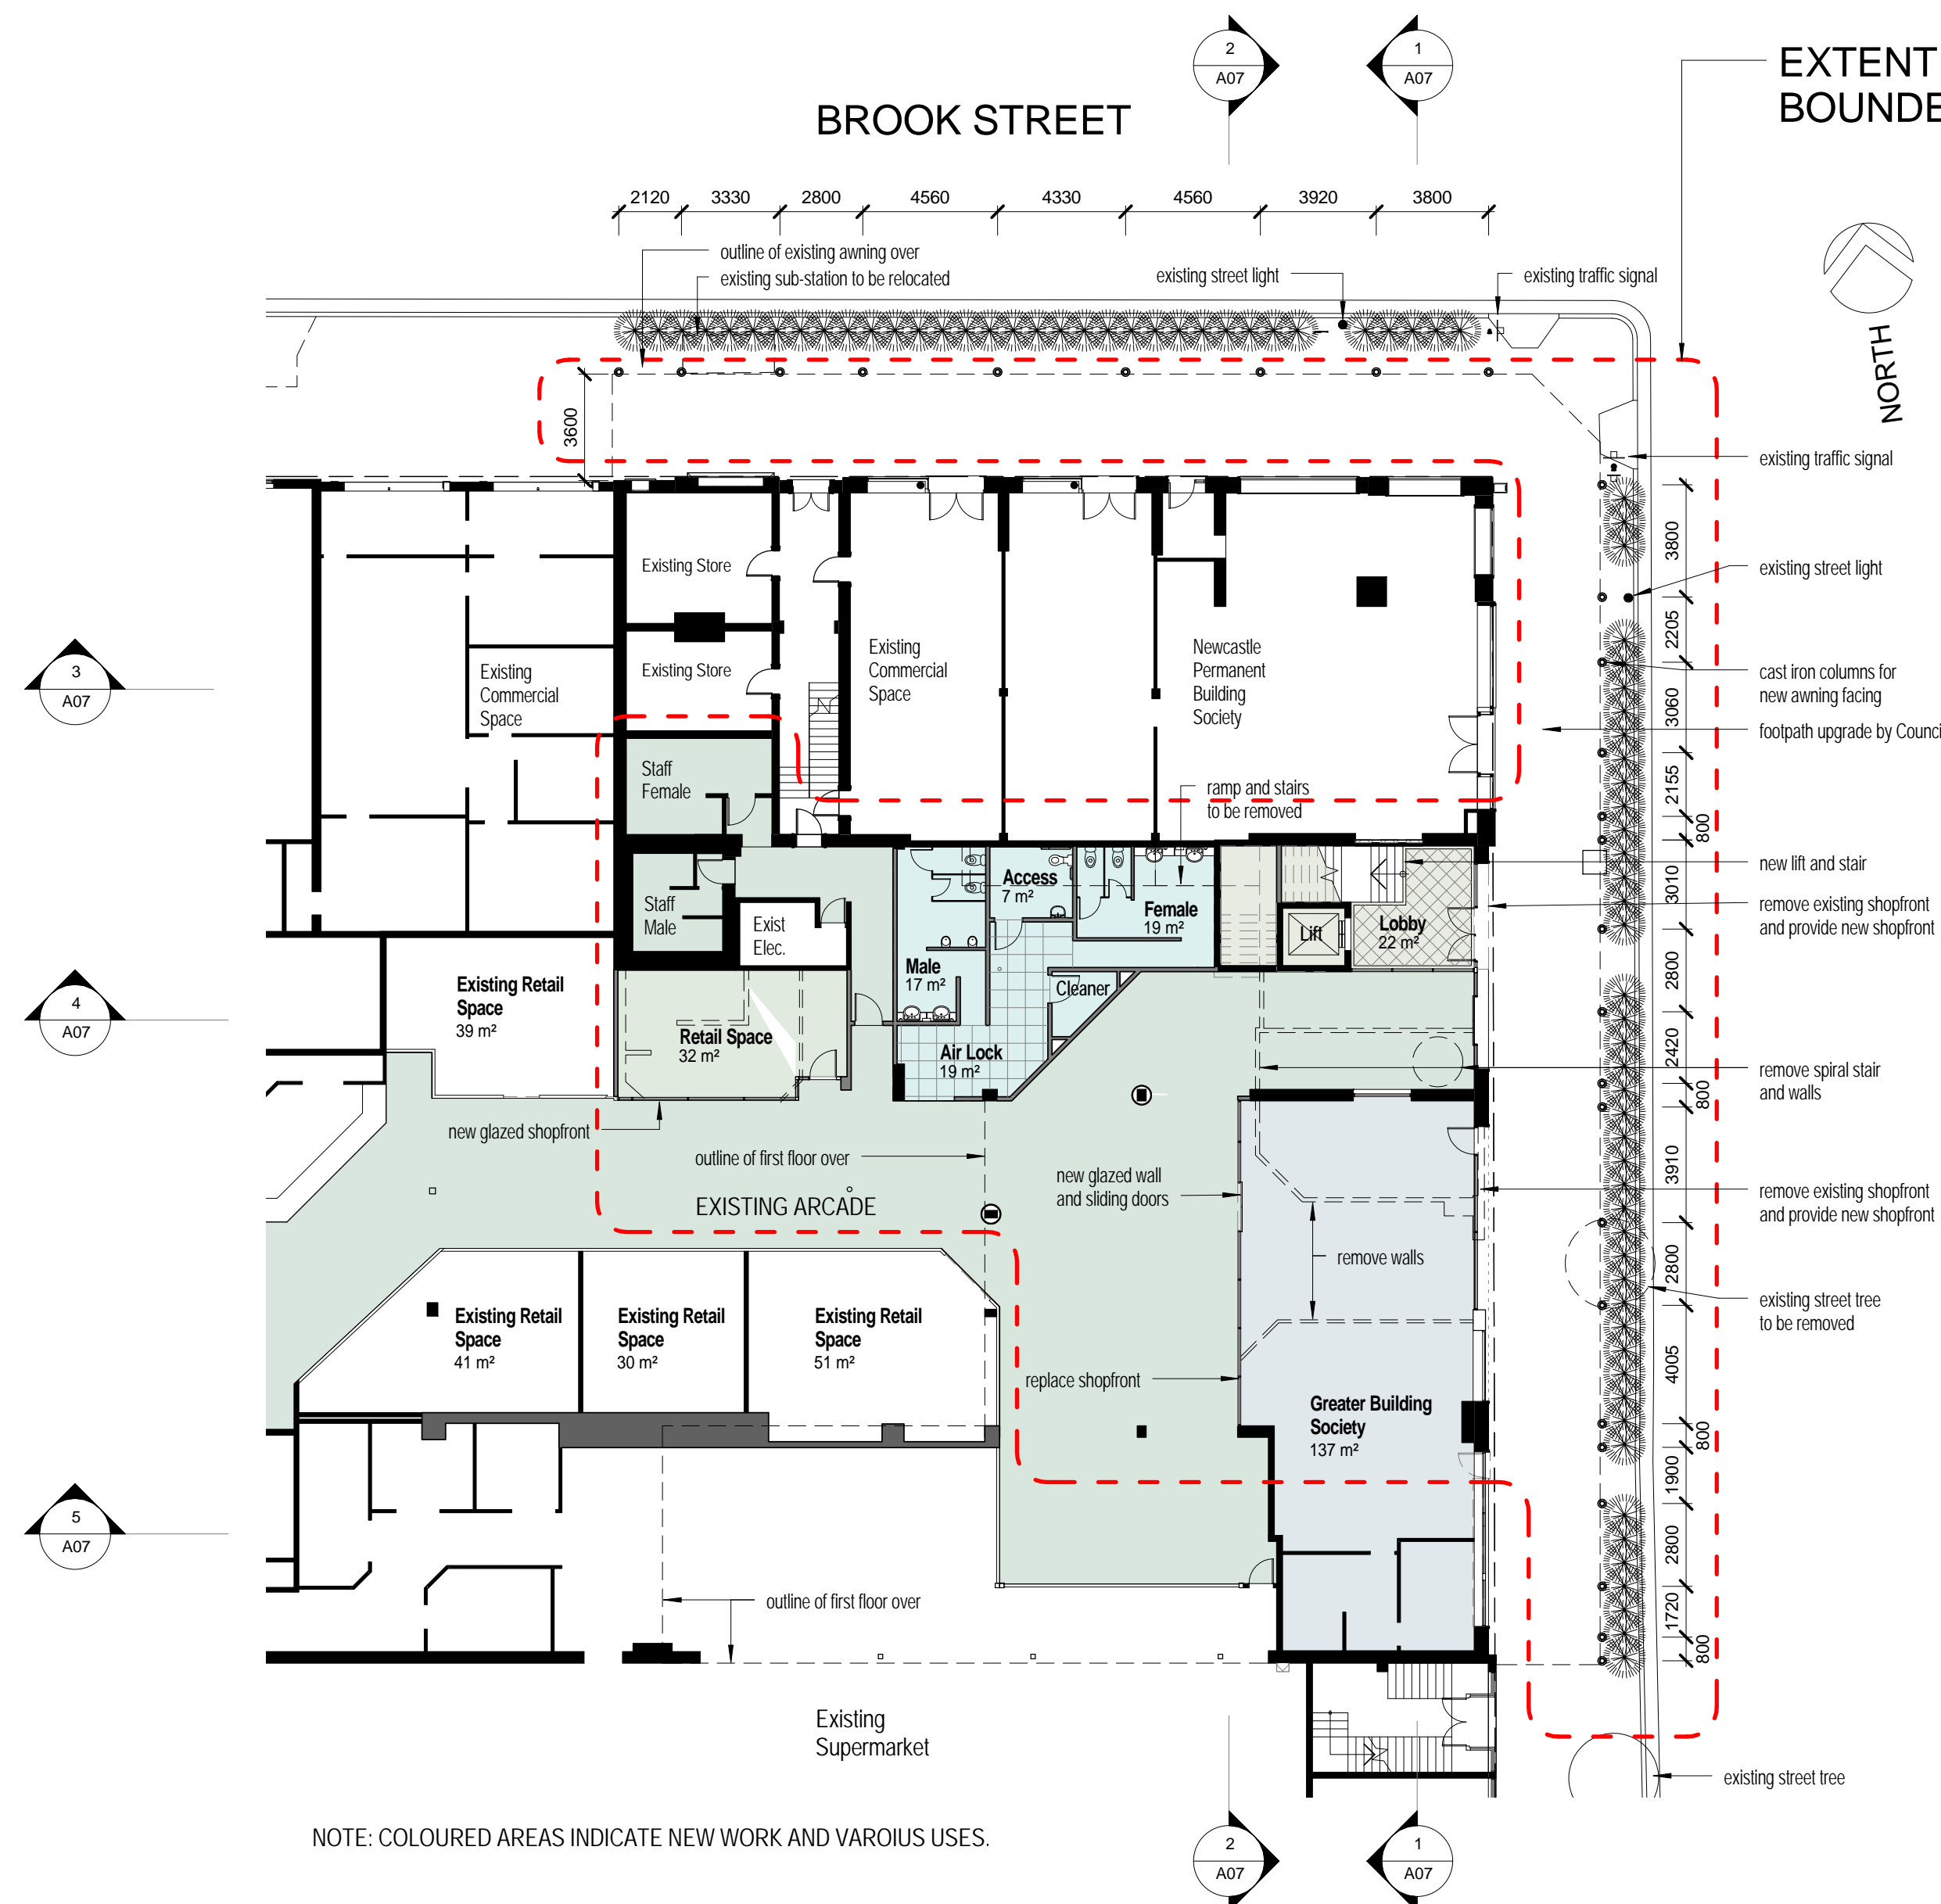 2
A07
1
A07
EXTENT
BOUNDE
BROOK STREET
2120
3330
2800
4560
4330
4560
3920
3800
outline of existing awning over
existing sub-station to be relocated
existing street light
existing traffic signal
NORTH
3600
existing traffic signal
3800
existing street light
Existing Store
2205
Existing
Commercial
Space
Newcastle
Permanent
Building
Society
Existing Store
Existing
Commercial
Space
3
A07
cast iron columns for
new awning facing
3060
footpath upgrade by Counci
Staff
Female
2155
ramp and stairs
to be removed
800
new lift and stair
Access
7 m²
3010
Staff
Male
Exist
Elec.
Female
19 m²
Lift
Lobby
22 m²
remove existing shopfront
and provide new shopfront
Male
17 m²
Cleaner
2800
Existing Retail
Space
39 m²
4
A07
Retail Space
32 m²
Air Lock
19 m²
2420
remove spiral stair
and walls
800
new glazed shopfront
outline of first floor over
new glazed wall
and sliding doors
3910
EXISTING ARCADE
remove existing shopfront
and provide new shopfront
remove walls
2800
Existing Retail
Space
41 m²
Existing Retail
Space
30 m²
Existing Retail
Space
51 m²
existing street tree
to be removed
4005
replace shopfront
Greater Building
Society
137 m²
800
1900
5
A07
2800
outline of first floor over
1720
800
Existing
Supermarket
existing street tree
NOTE: COLOURED AREAS INDICATE NEW WORK AND VAROIUS USES.
2
A07
1
A07